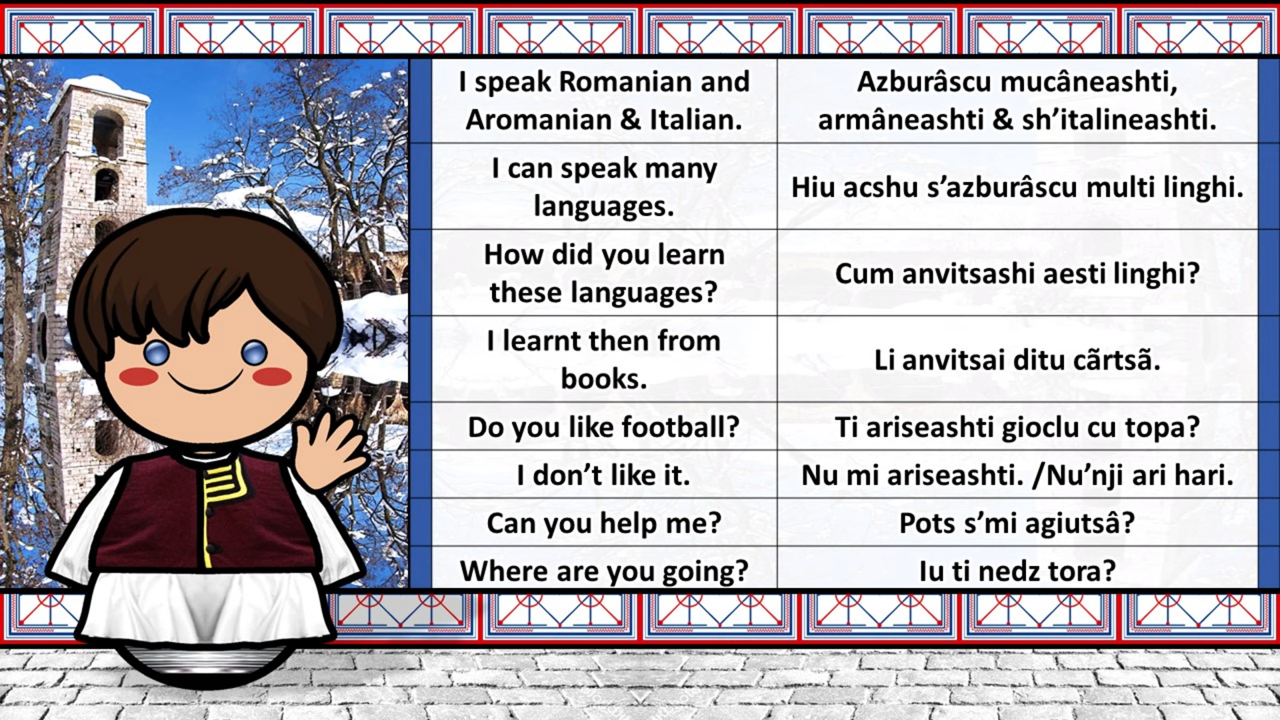 I speak Romanian and
Aromanian & Italian.
Azburâscu mucâneashti,
armâneashti & sh’italineashti.
I can speak many
languages.
Hiu acshu s’azburâscu multi linghi.
How did you learn
these languages?
Cum anvitsashi aesti linghi?
I learnt then from
books.
Li anvitsai ditu cãrtsã.
Do you like football?
Ti ariseashti gioclu cu topa?
I don’t like it.
Nu mi ariseashti. /Nu’nji ari hari.
Can you help me?
Pots s’mi agiutsâ?
Where are you going?
Iu ti nedz tora?